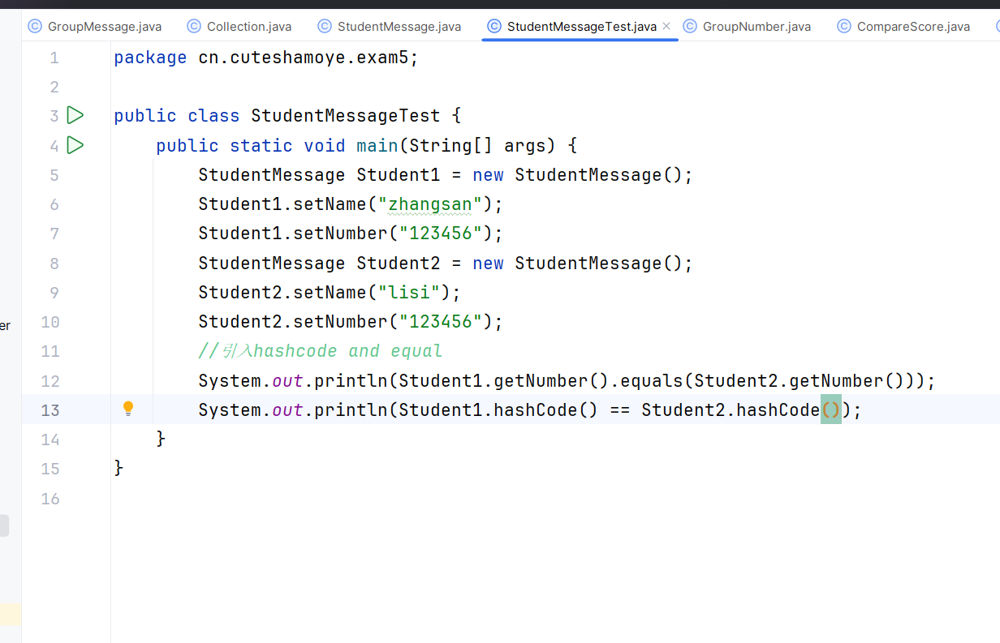 GroupMessage.java Collection.java StudentMessage.java StudentMessageTest.java GroupNumber.java CompareScore.java
1 package cn.cuteshamoye.exam5;
2
3 public class StudentMessageTest {
4 public static void main(String[] args) {
5 StudentMessage Student1 = new StudentMessage();
6 Student1.setName("zhangsan");
7 Student1.setNumber("123456");
8 StudentMessage Student2 = new StudentMessage();
9 Student2.setName("lisi");
er
10 Student2.setNumber("123456");
11 //引入hashcode and equal
12 System.out.println(Student1.getNumber().equals(Student2.getNumber()));
13 System.out.println(Student1.hashCode() == Student2.hashCode());
14 }
15 }
16